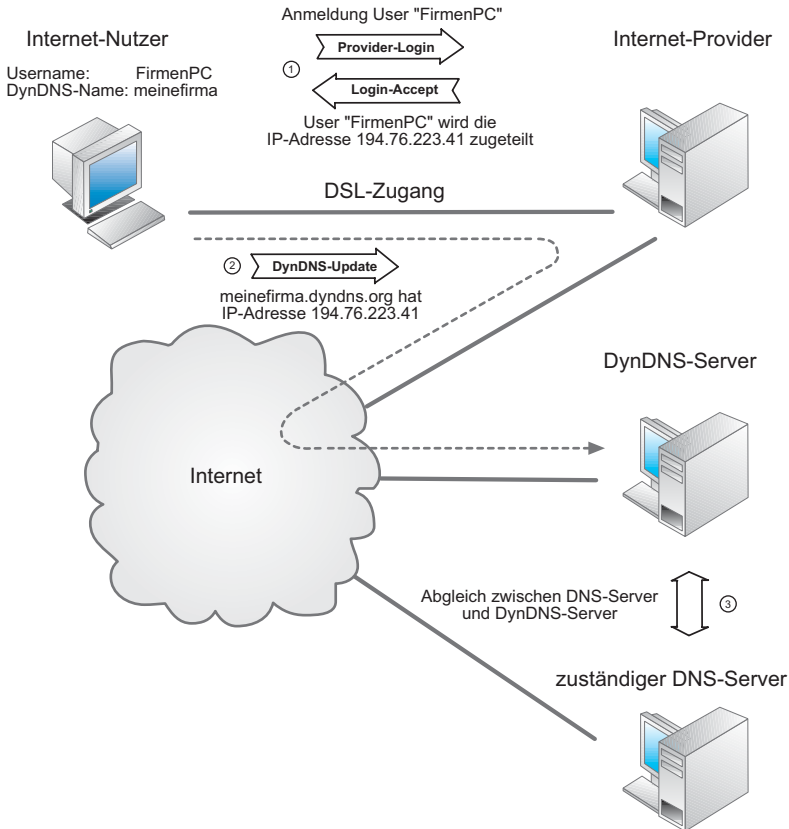 Anmeldung User "FirmenPC"
Internet-Nutzer
Provider-Login
Internet-Provider
Username: FirmenPC
DynDNS-Name: meinefirma
1
Login-Accept
User "FirmenPC" wird die
IP-Adresse 194.76.223.41 zugeteilt
DSL-Zugang
2
DynDNS-Update
meinefirma.dyndns.org hat
IP-Adresse 194.76.223.41
DynDNS-Server
Internet
Abgleich zwischen DNS-Server
und DynDNS-Server
3
zuständiger DNS-Server